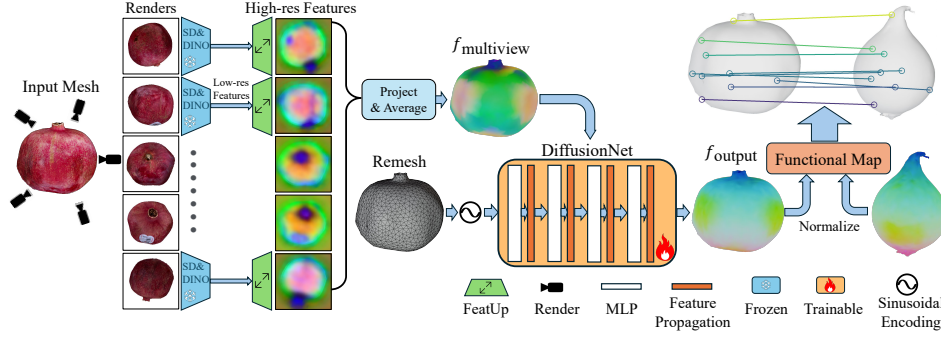 Renders
High-res Features
SD&
DINO
Low-res
Features
SD&
DINO
SD&
DINO
Input Mesh
Project
& Average
f multiview
Remesh
DiffusionNet
f output
Functional Map
Normalize
FeatUp
Render
MLP
Feature
Propagation
Frozen
Trainable
Sinusoidal
Encoding